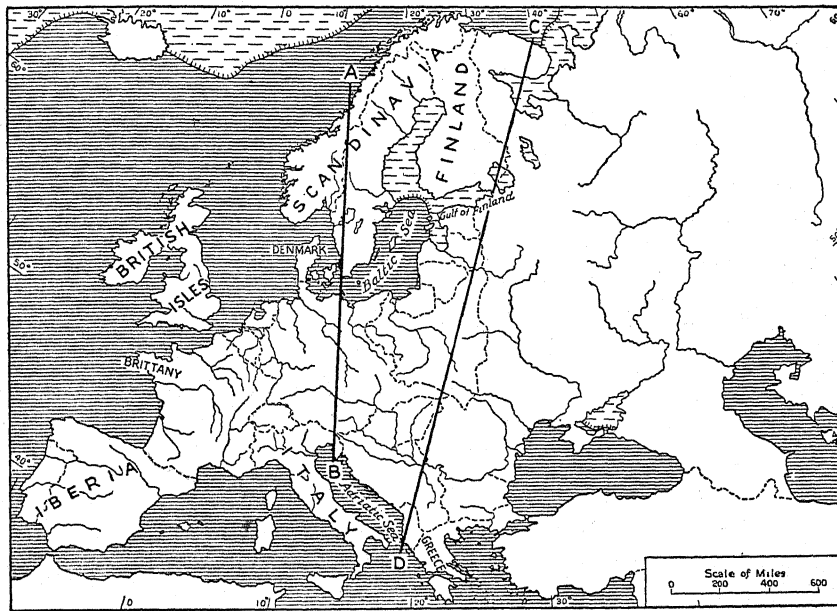 30° 20° 10° 0 10° 20° 30° 40° 60° 70°
60°
50°
40°
A
C
SCANDINAVIA
FINLAND
Gulf of Finland
Baltic Sea
BRITISH
ISLES
DENMARK
BRITTANY
IBERIA
ITALY
B
Adriatic Sea
D
GREECE
Scale of Miles
0 200 400 600
0 10° 20° 30°